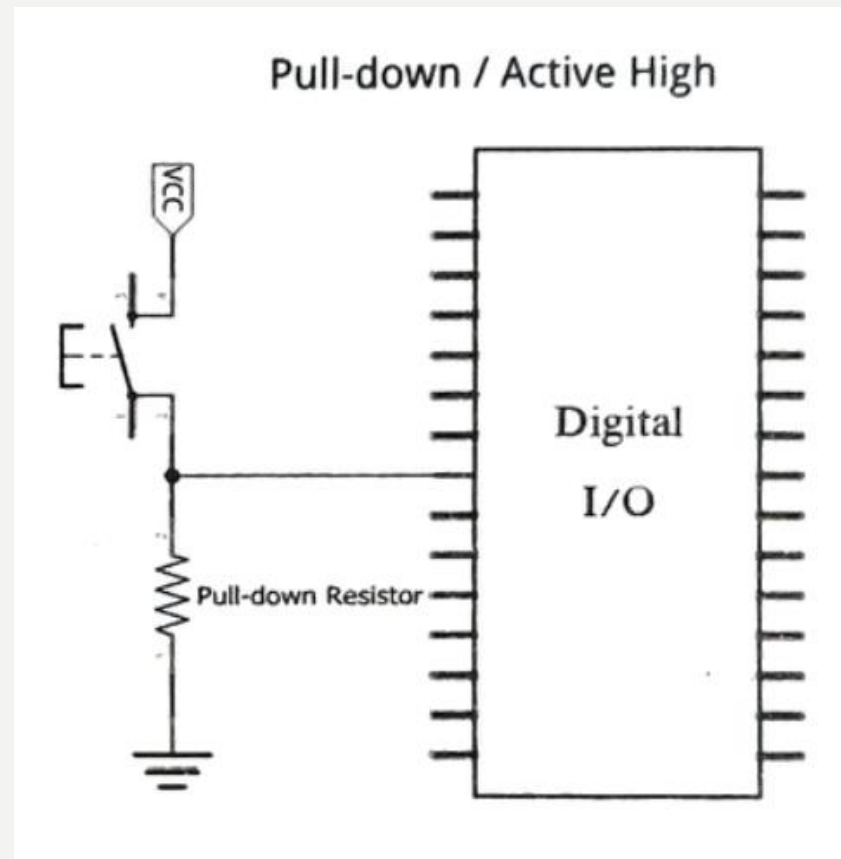 Pull-down / Active High
VCC
Digital
I/O
Pull-down Resistor